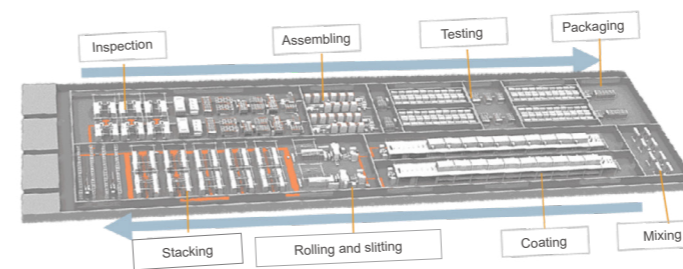 Inspection
Assembling
Testing
Packaging
Stacking
Rolling and slitting
Coating
Mixing